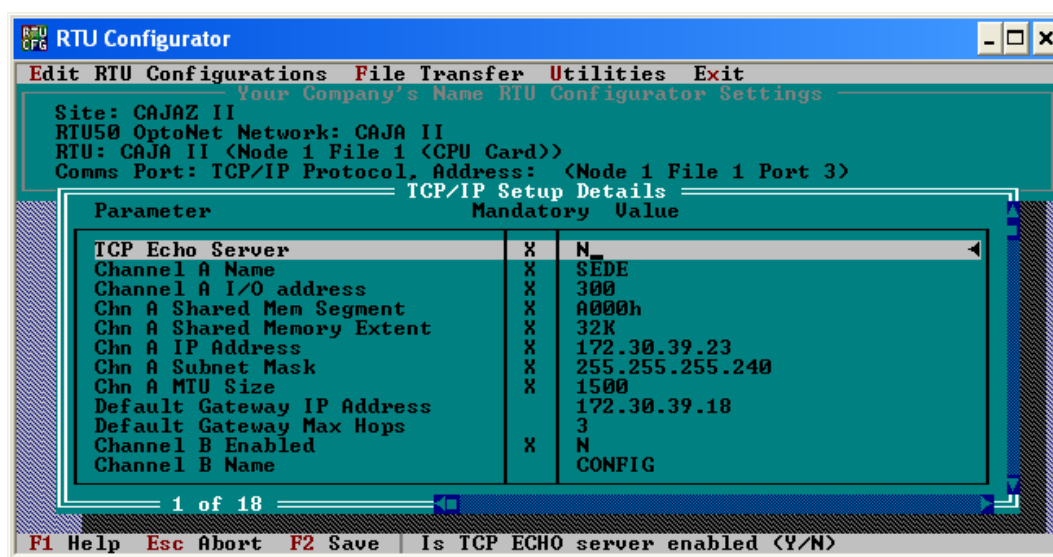 RTU CFG RTU Configurator
Edit RTU Configurations File Transfer Utilities Exit
Your Company's Name RTU Configurator Settings
Site: CAJAZ II
RTU50 OptoNet Network: CAJA II
RTU: CAJA II (Node 1 File 1 (CPU Card))
Comms Port: TCP/IP Protocol, Address: (Node 1 File 1 Port 3)
TCP/IP Setup Details
Parameter Mandatory Value
TCP Echo Server X N_
Channel A Name X SEDE
Channel A I/O address X 300
Chn A Shared Mem Segment X A000h
Chn A Shared Memory Extent X 32K
Chn A IP Address X 172.30.39.23
Chn A Subnet Mask X 255.255.255.240
Chn A MTU Size X 1500
Default Gateway IP Address 172.30.39.18
Default Gateway Max Hops 3
Channel B Enabled X N
Channel B Name CONFIG
1 of 18
F1 Help Esc Abort F2 Save | Is TCP ECHO server enabled (Y/N)